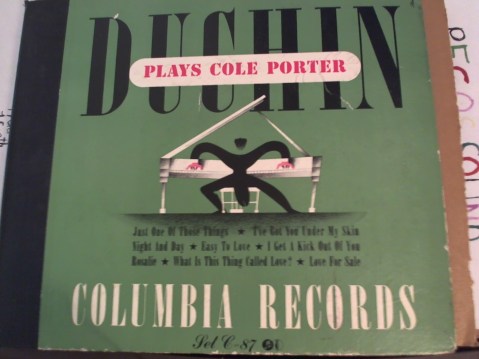 DUCHIN
PLAYS COLE PORTER
Just One Of Those Things ★ I've Got You Under My Skin
Night And Day ★ Easy To Love ★ I Get A Kick Out Of You
Rosalie ★ What Is This Thing Called Love? ★ Love For Sale
COLUMBIA RECORDS
Set C-87